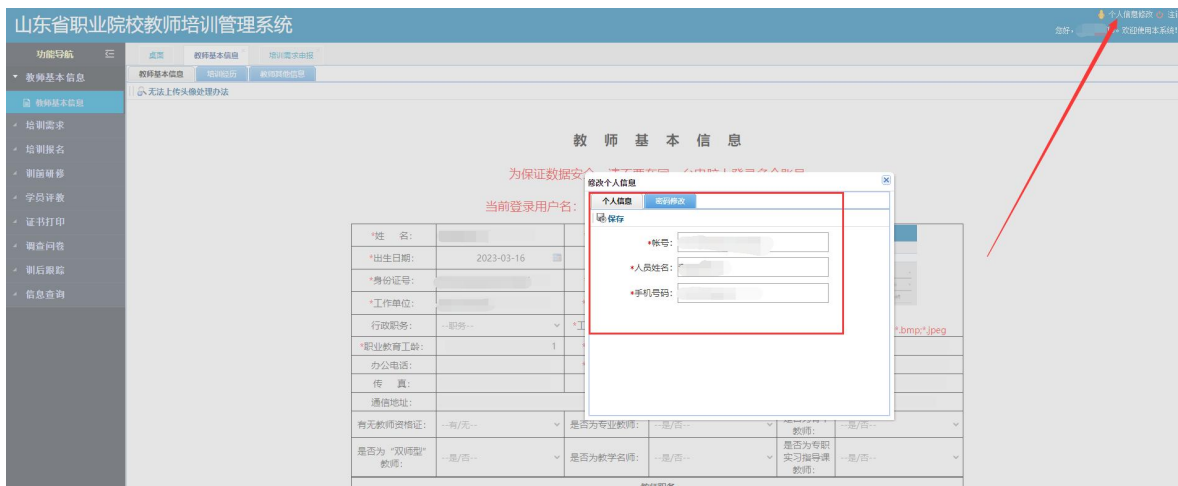 山东省职业院校教师培训管理系统
个人信息修改
您好,
欢迎使用本系统!
功能导航
桌面
教师基本信息
培训需求申报
教师基本信息
教师基本信息
培训需求
培训报名
训前研修
学员评教
证书打印
调查问卷
训后跟踪
信息查询
教师基本信息
培训经历
教师其他信息
无法上传头像处理办法
教 师 基 本 信 息
为保证数据安全
当前登录用户名:
*姓 名:
*出生日期: 2023-03-16
*身份证号:
*工作单位:
行政职务: --职务--
*职业教育工龄: 1
办公电话:
传 真:
通信地址:
*.bmp;*.jpeg
有无教师资格证: --有/无-- 是否为专业教师: --是/否-- 教师: --是/否--
是否为“双师型”教师: --是/否-- 是否为教学名师: --是/否-- 是否为专职实习指导课教师: --是/否--
修改个人信息
个人信息
密码修改
保存
*帐号:
*人员姓名:
*手机号码: